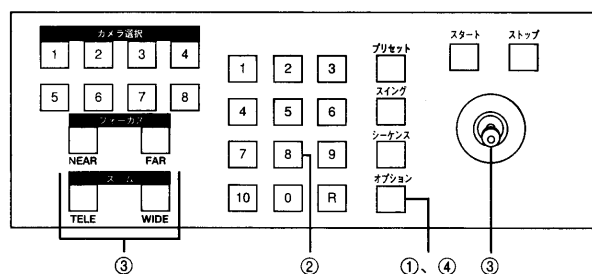 カメラ選択
1 2 3 4
5 6 7 8
フォーカス
NEAR FAR
ズーム
TELE WIDE
1 2 3
4 5 6
7 8 9
10 0 R
プリセット
スイング
シーケンス
オプション
スタート ストップ
③ ② ①、④ ③